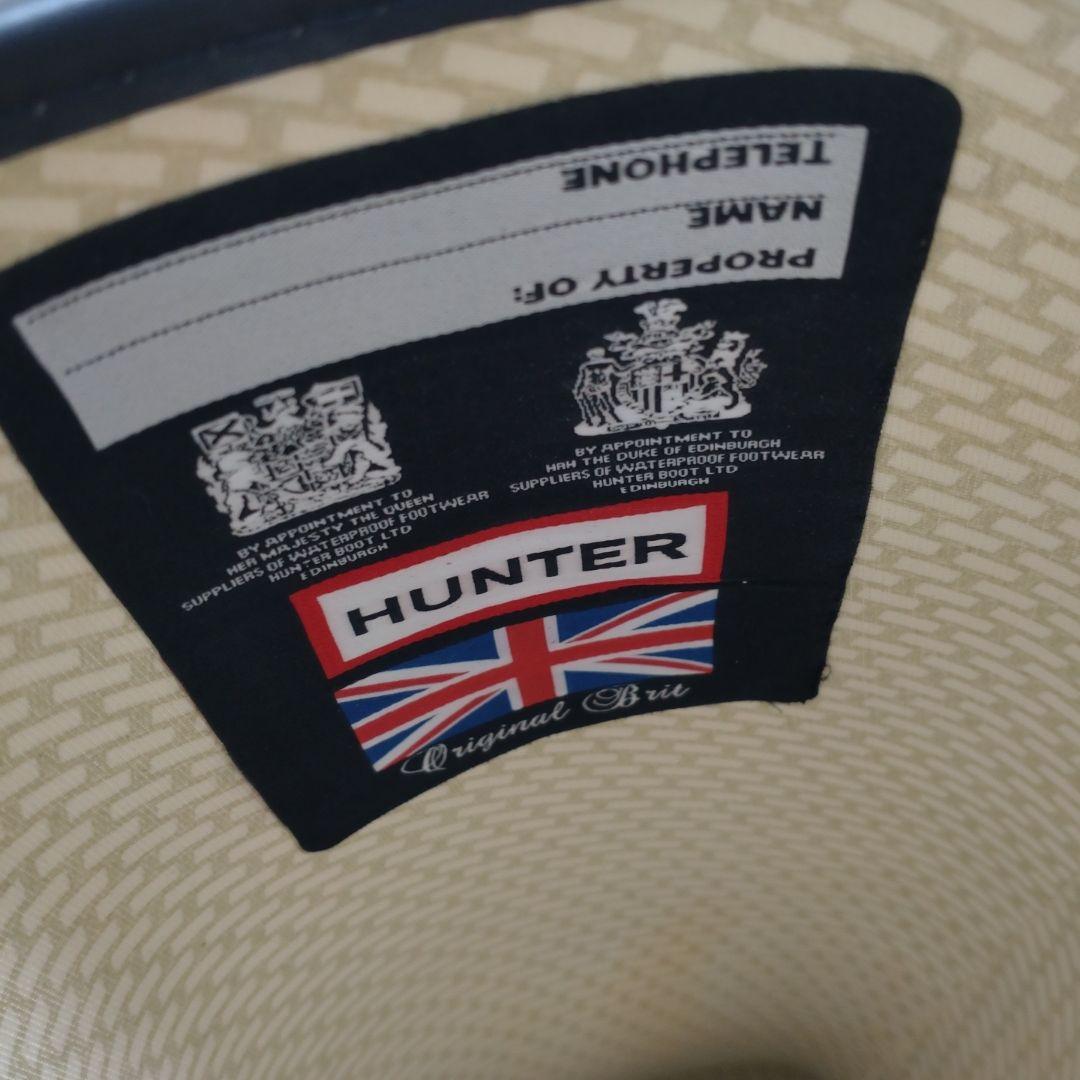 PROPERTY OF:
NAME
TELEPHONE
BY APPOINTMENT TO
HER MAJESTY THE QUEEN
SUPPLIERS OF WATERPROOF FOOTWEAR
HUNTER BOOT LTD
EDINBURGH
BY APPOINTMENT TO
HRH THE DUKE OF EDINBURGH
SUPPLIERS OF WATERPROOF FOOTWEAR
HUNTER BOOT LTD
EDINBURGH
HUNTER
Original Brit